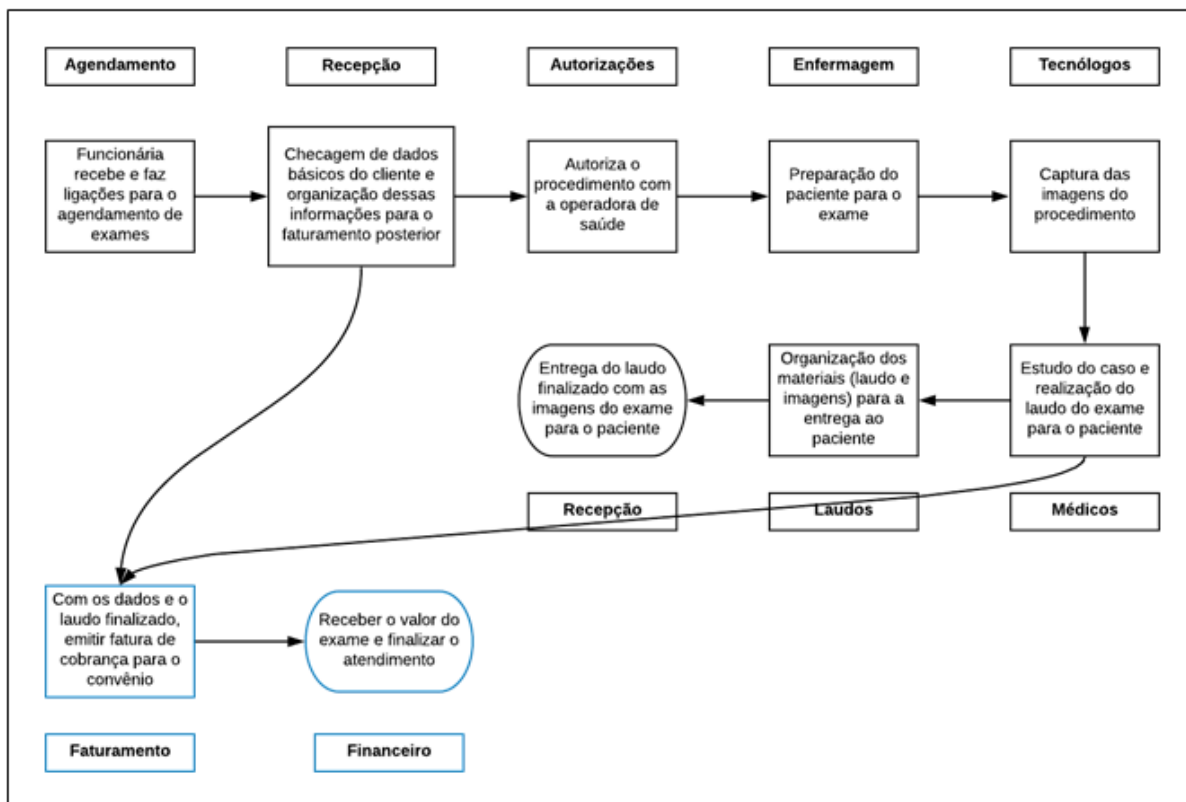 Agendamento
Recepção
Autorizações
Enfermagem
Tecnólogos
Funcionária
recebe e faz
ligações para o
agendamento de
exames
Checagem de dados
básicos do cliente e
organização dessas
informações para o
faturamento posterior
Autoriza o
procedimento com
a operadora de
saúde
Preparação do
paciente para o
exame
Captura das
imagens do
procedimento
Entrega do laudo
finalizado com as
imagens do exame
para o paciente
Organização dos
materiais (laudo e
imagens) para a
entrega ao
paciente
Estudo do caso e
realização do
laudo do exame
para o paciente
Recepção
Laudos
Médicos
Com os dados e o
laudo finalizado,
emitir fatura de
cobrança para o
convênio
Receber o valor do
exame e finalizar o
atendimento
Faturamento
Financeiro